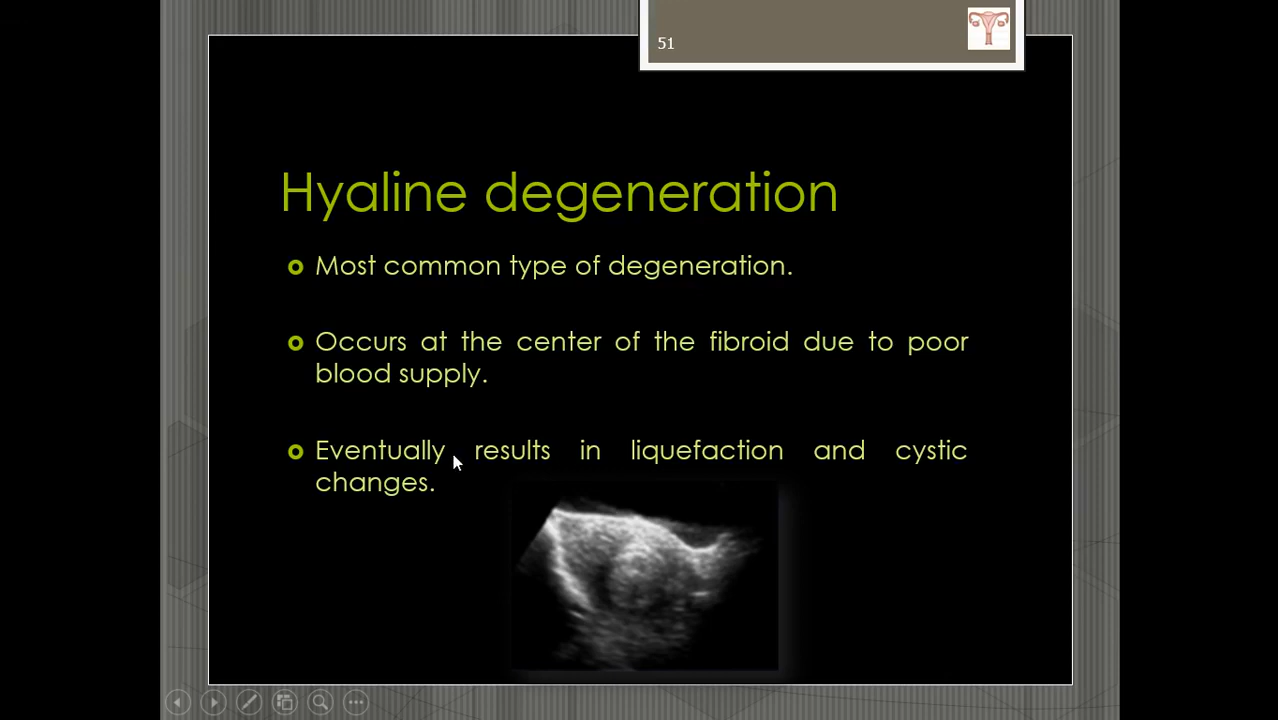 51
Hyaline degeneration
Most common type of degeneration.
Occurs at the center of the fibroid due to poor
blood supply.
Eventually results in liquefaction and cystic
changes.